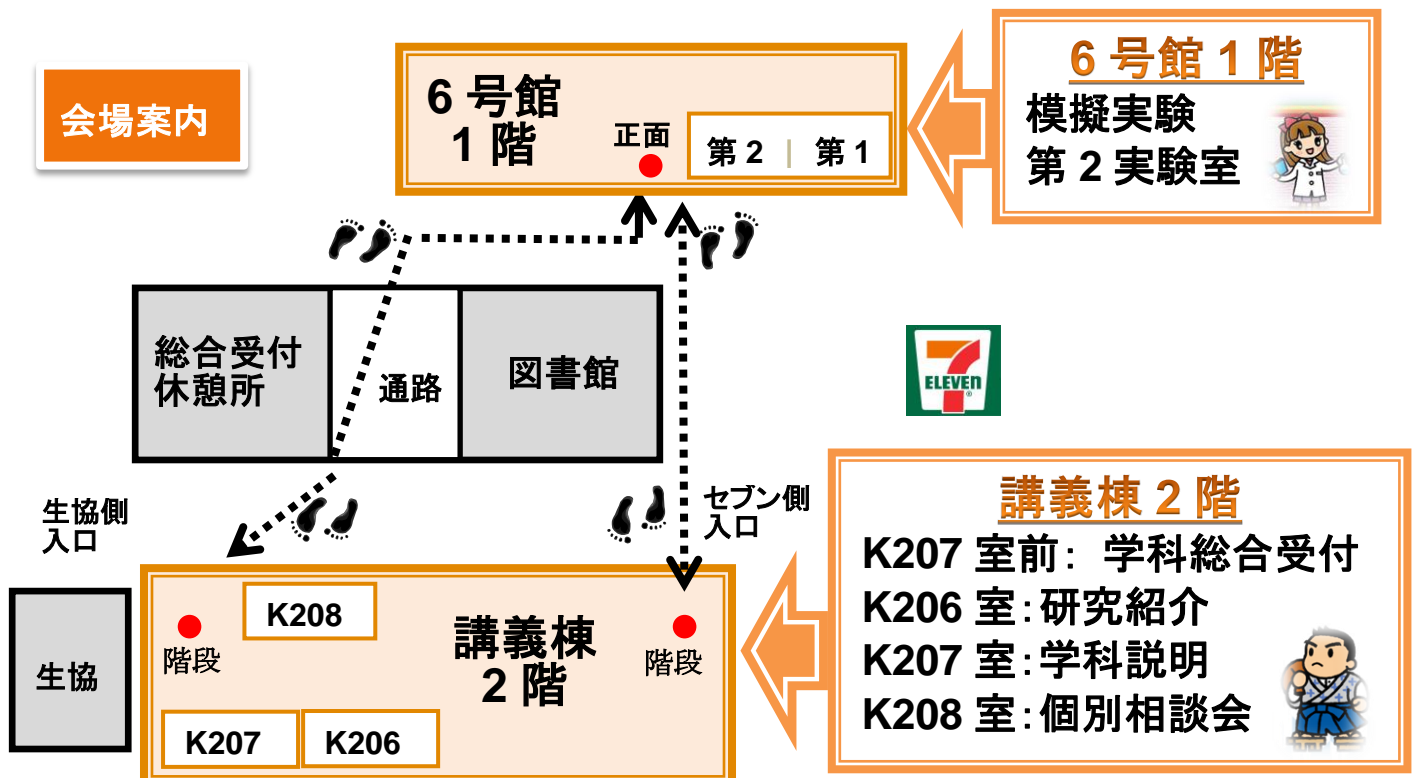 会場案内
6 号館
1 階
正面
第 2 | 第 1
6 号館 1 階
模擬実験
第 2 実験室
総合受付
休憩所
通路
図書館
7
ELEVEN
®
生協側
入口
セブン側
入口
生協
階段
K208
講義棟
2 階
階段
K207
K206
講義棟 2 階
K207 室前: 学科総合受付
K206 室:研究紹介
K207 室:学科説明
K208 室:個別相談会